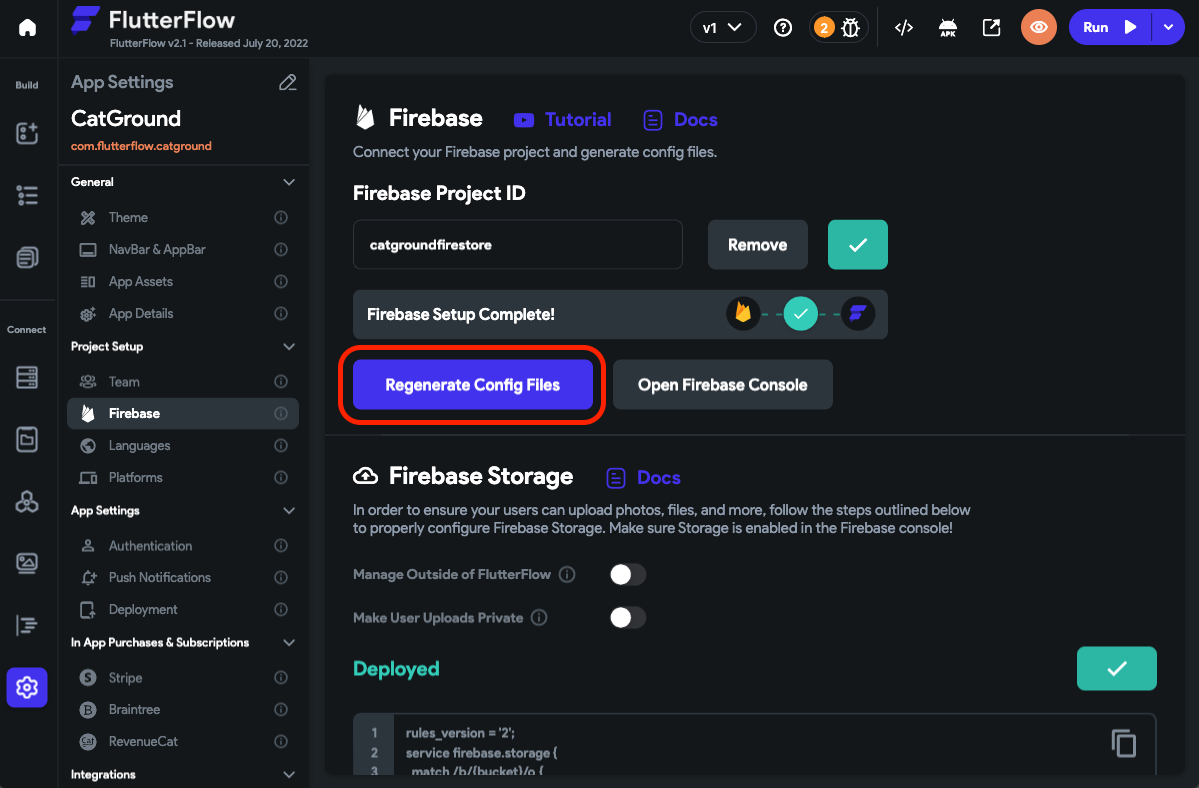 FlutterFlow
FlutterFlow v2.1 - Released July 20, 2022
v1
2
</>
APK
Run
Build
Connect
App Settings
CatGround
com.flutterflow.catground
General
Theme
NavBar & AppBar
App Assets
App Details
Project Setup
Team
Firebase
Languages
Platforms
App Settings
Authentication
Push Notifications
Deployment
In App Purchases & Subscriptions
Stripe
Braintree
RevenueCat
Integrations
Firebase Tutorial Docs
Connect your Firebase project and generate config files.
Firebase Project ID
catgroundfirestore Remove
Firebase Setup Complete!
Regenerate Config Files Open Firebase Console
Firebase Storage Docs
In order to ensure your users can upload photos, files, and more, follow the steps outlined below
to properly configure Firebase Storage. Make sure Storage is enabled in the Firebase console!
Manage Outside of FlutterFlow
Make User Uploads Private
Deployed
1 rules_version = '2';
2 service firebase.storage {
3 match /b/{bucket}/o {